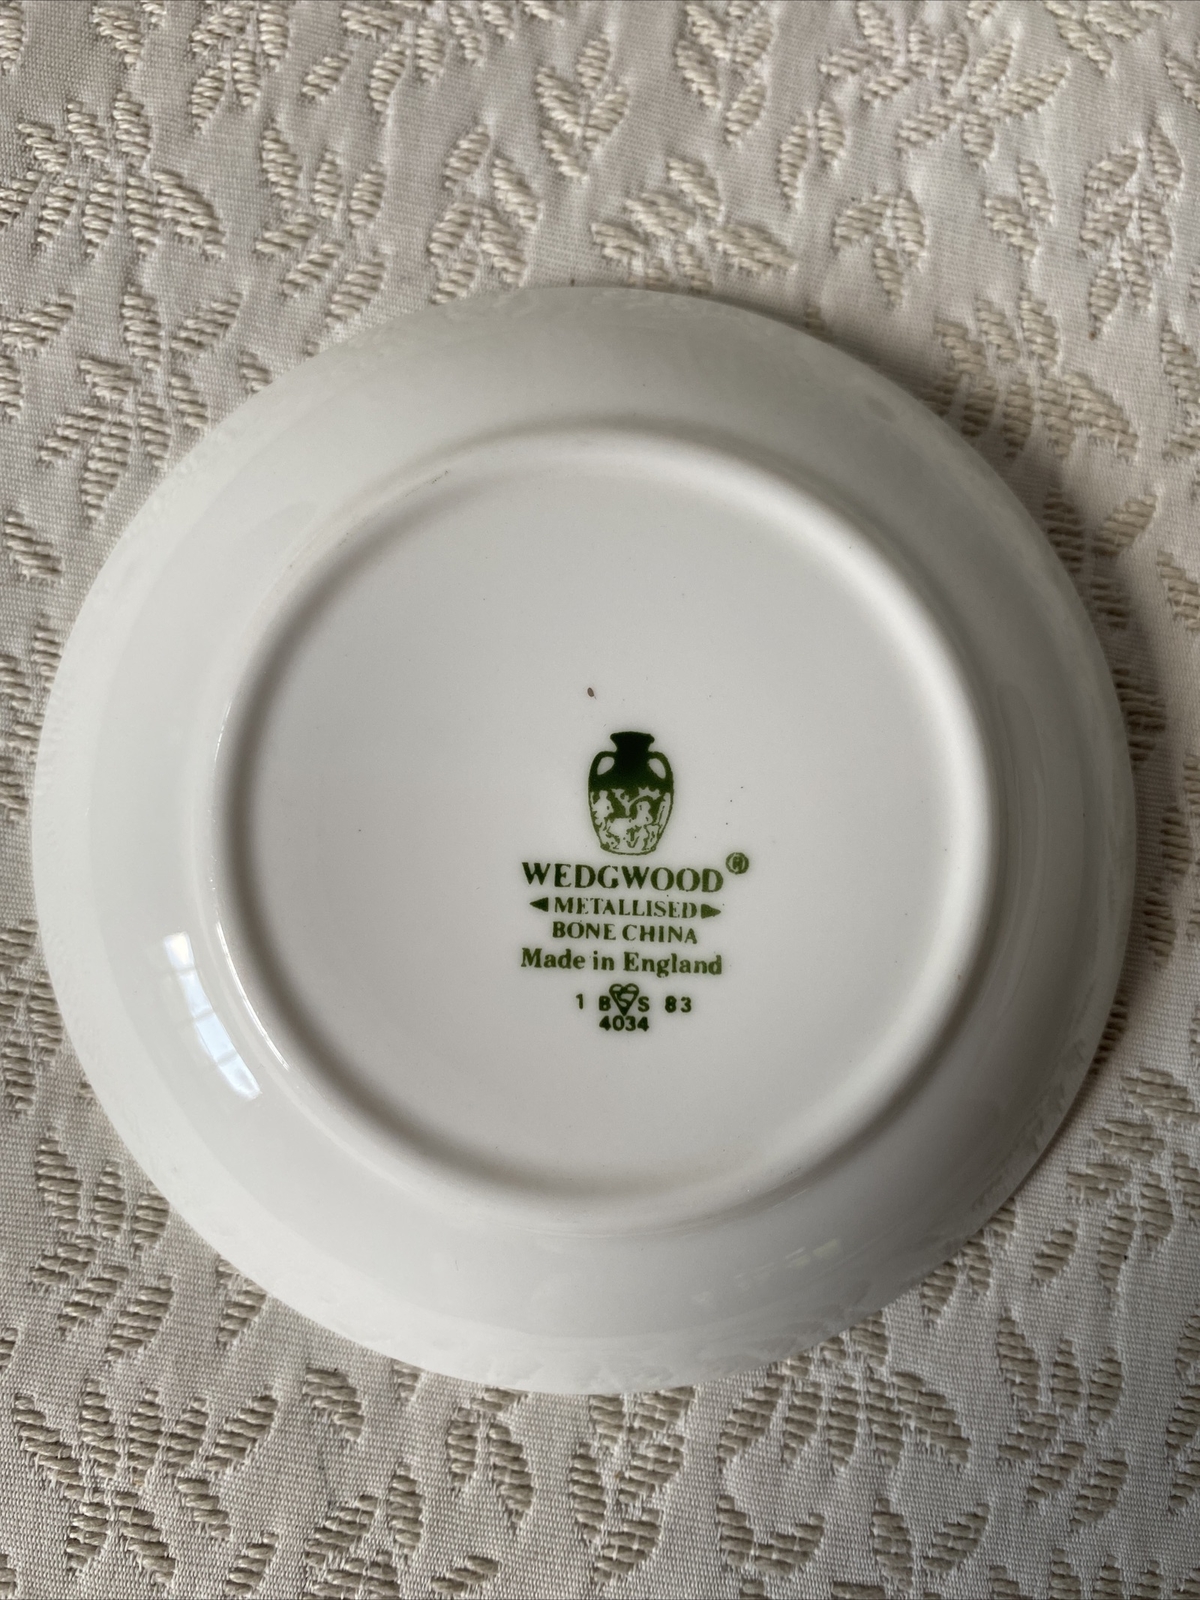 WEDGWOOD®
METALLISED
BONE CHINA
Made in England
1 B S 83
4034